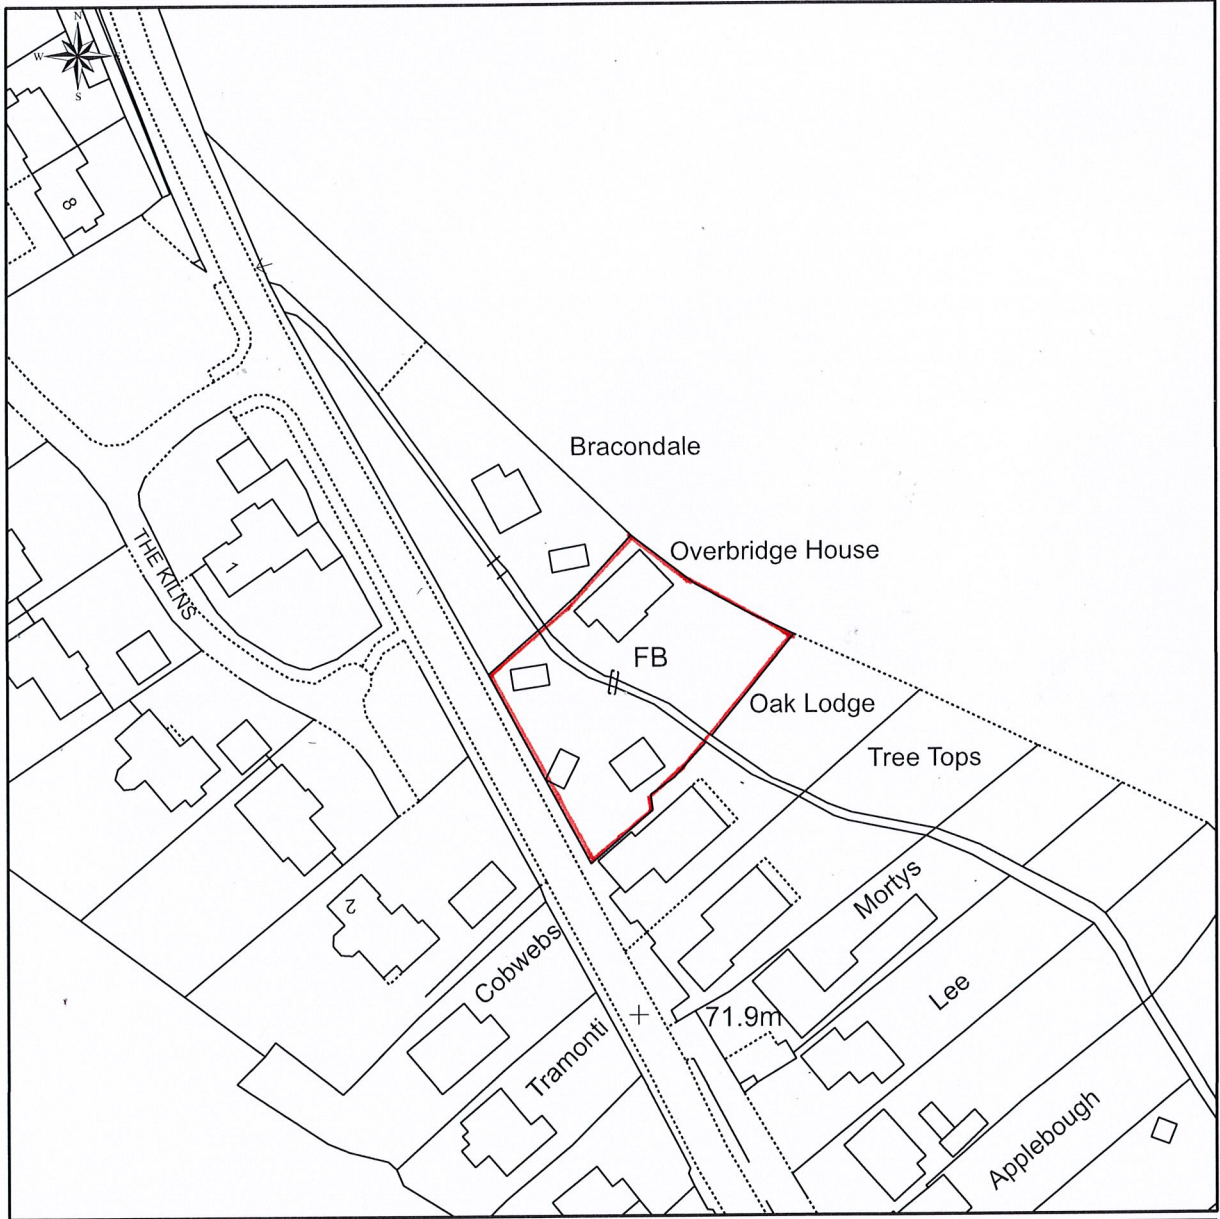 N
W
S
8
Bracondale
Overbridge House
THE KILNS
1
FB
Oak Lodge
Tree Tops
2
Mortys
Cobwebs
Lee
71.9m
Tramonti
Applebough